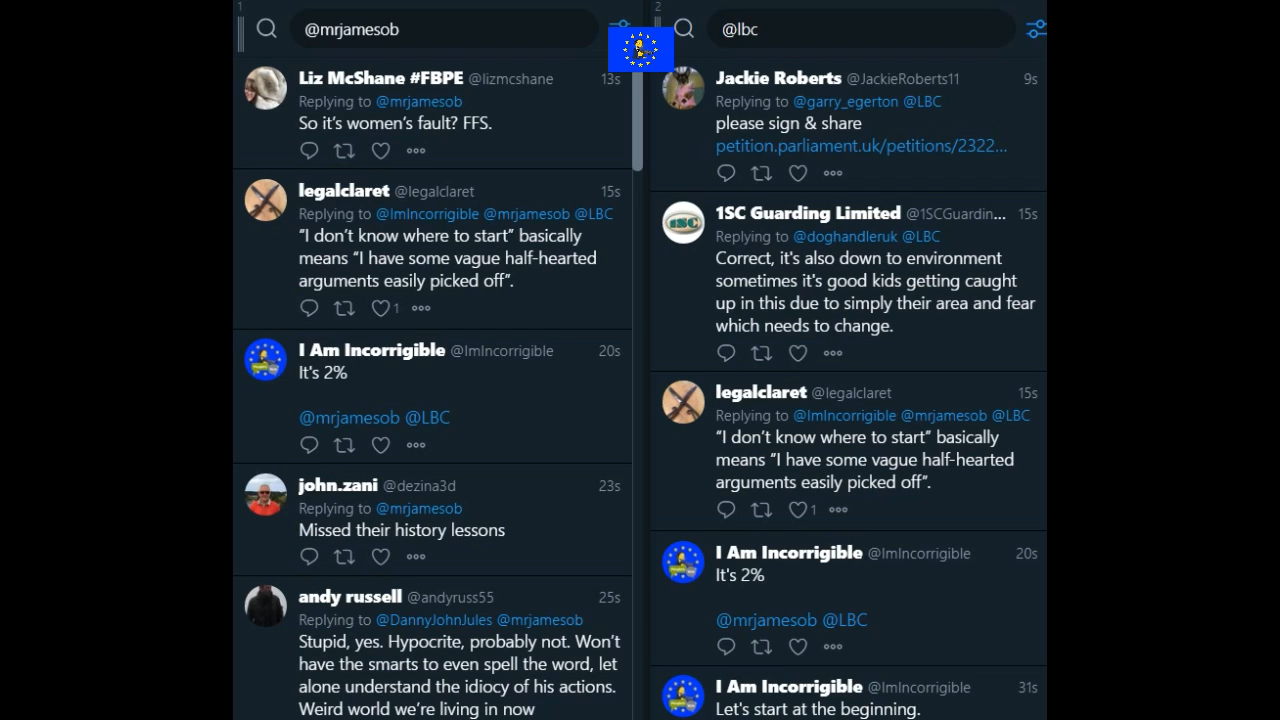 1
@mrjamesob
Liz McShane #FBPE @lizmcshane 13s
Replying to @mrjamesob
So it’s women’s fault? FFS.
legalclaret @legalclaret 15s
Replying to @ImIncorrigible @mrjamesob @LBC
“I don’t know where to start” basically
means “I have some vague half-hearted
arguments easily picked off”.
1
I Am Incorrigible @ImIncorrigible 20s
It's 2%
@mrjamesob @LBC
john.zani @dezina3d 23s
Replying to @mrjamesob
Missed their history lessons
andy russell @andyruss55 25s
Replying to @DannyJohnJules @mrjamesob
Stupid, yes. Hypocrite, probably not. Won’t
have the smarts to even spell the word, let
alone understand the idiocy of his actions.
Weird world we’re living in now
2
@lbc
Jackie Roberts @JackieRoberts11 9s
Replying to @garry_egerton @LBC
please sign & share
petition.parliament.uk/petitions/2322...
1SC
1SC Guarding Limited @1SCGuardin... 15s
Replying to @doghandleruk @LBC
Correct, it's also down to environment
sometimes it's good kids getting caught
up in this due to simply their area and fear
which needs to change.
legalclaret @legalclaret 15s
Replying to @ImIncorrigible @mrjamesob @LBC
“I don’t know where to start” basically
means “I have some vague half-hearted
arguments easily picked off”.
1
I Am Incorrigible @ImIncorrigible 20s
It's 2%
@mrjamesob @LBC
I Am Incorrigible @ImIncorrigible 31s
Let's start at the beginning.